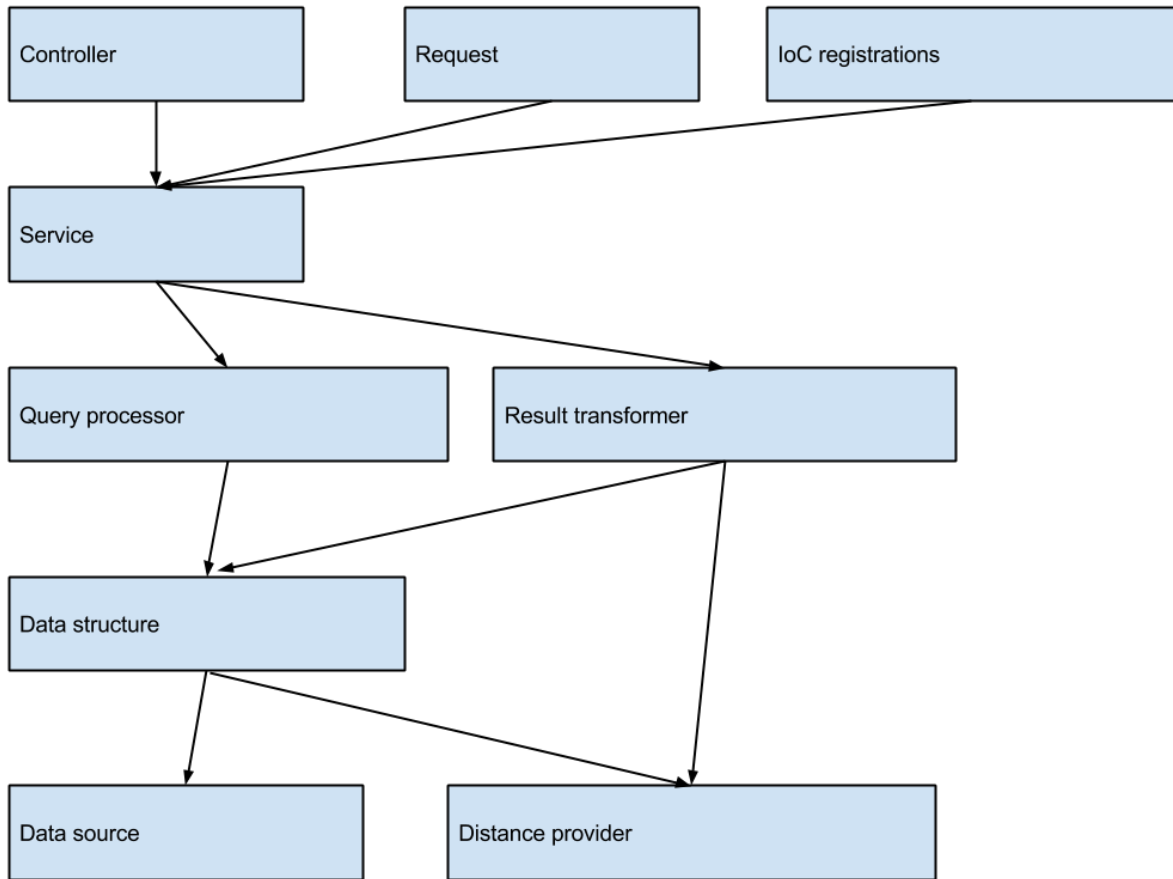 Controller
Request
IoC registrations
Service
Query processor
Result transformer
Data structure
Data source
Distance provider